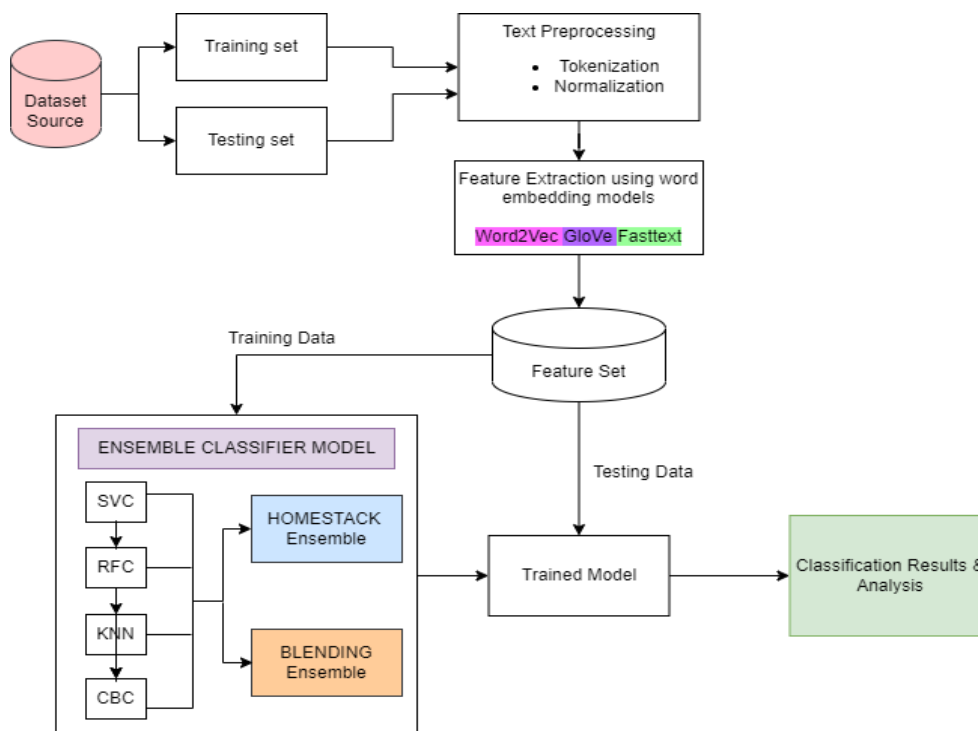 Dataset
Source
Training set
Testing set
Text Preprocessing
• Tokenization
• Normalization
Feature Extraction using word
embedding models
Word2Vec GloVe Fasttext
Feature Set
Training Data
Testing Data
ENSEMBLE CLASSIFIER MODEL
SVC
RFC
KNN
CBC
HOMESTACK
Ensemble
BLENDING
Ensemble
Trained Model
Classification Results &
Analysis